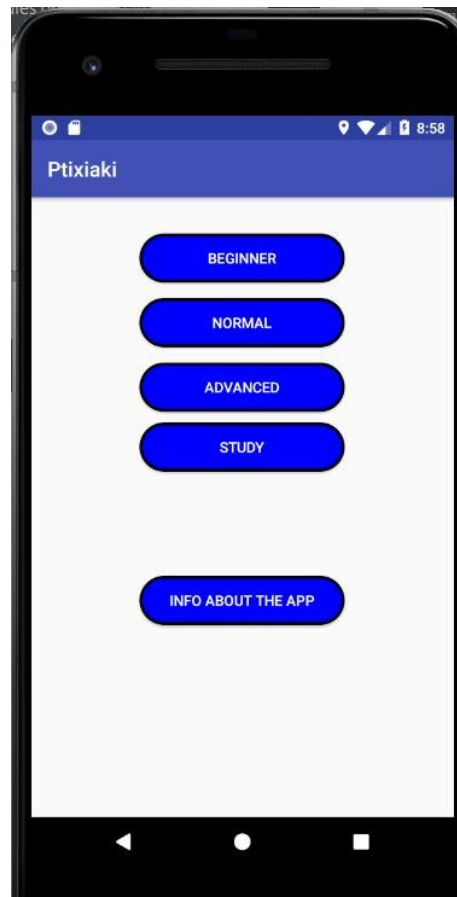 8:58
Ptixiaki
BEGINNER
NORMAL
ADVANCED
STUDY
INFO ABOUT THE APP